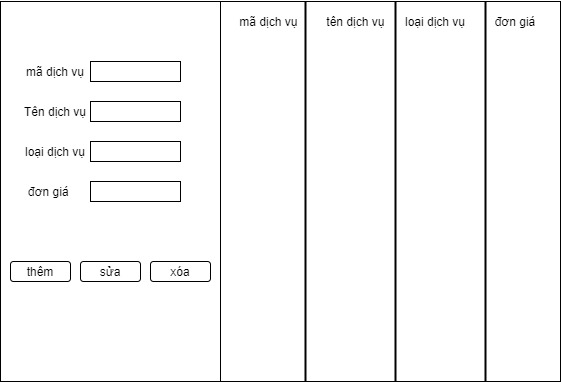 mã dịch vụ
Tên dịch vụ
loại dịch vụ
đơn giá
thêm sửa xóa
mã dịch vụ tên dịch vụ loại dịch vụ đơn giá